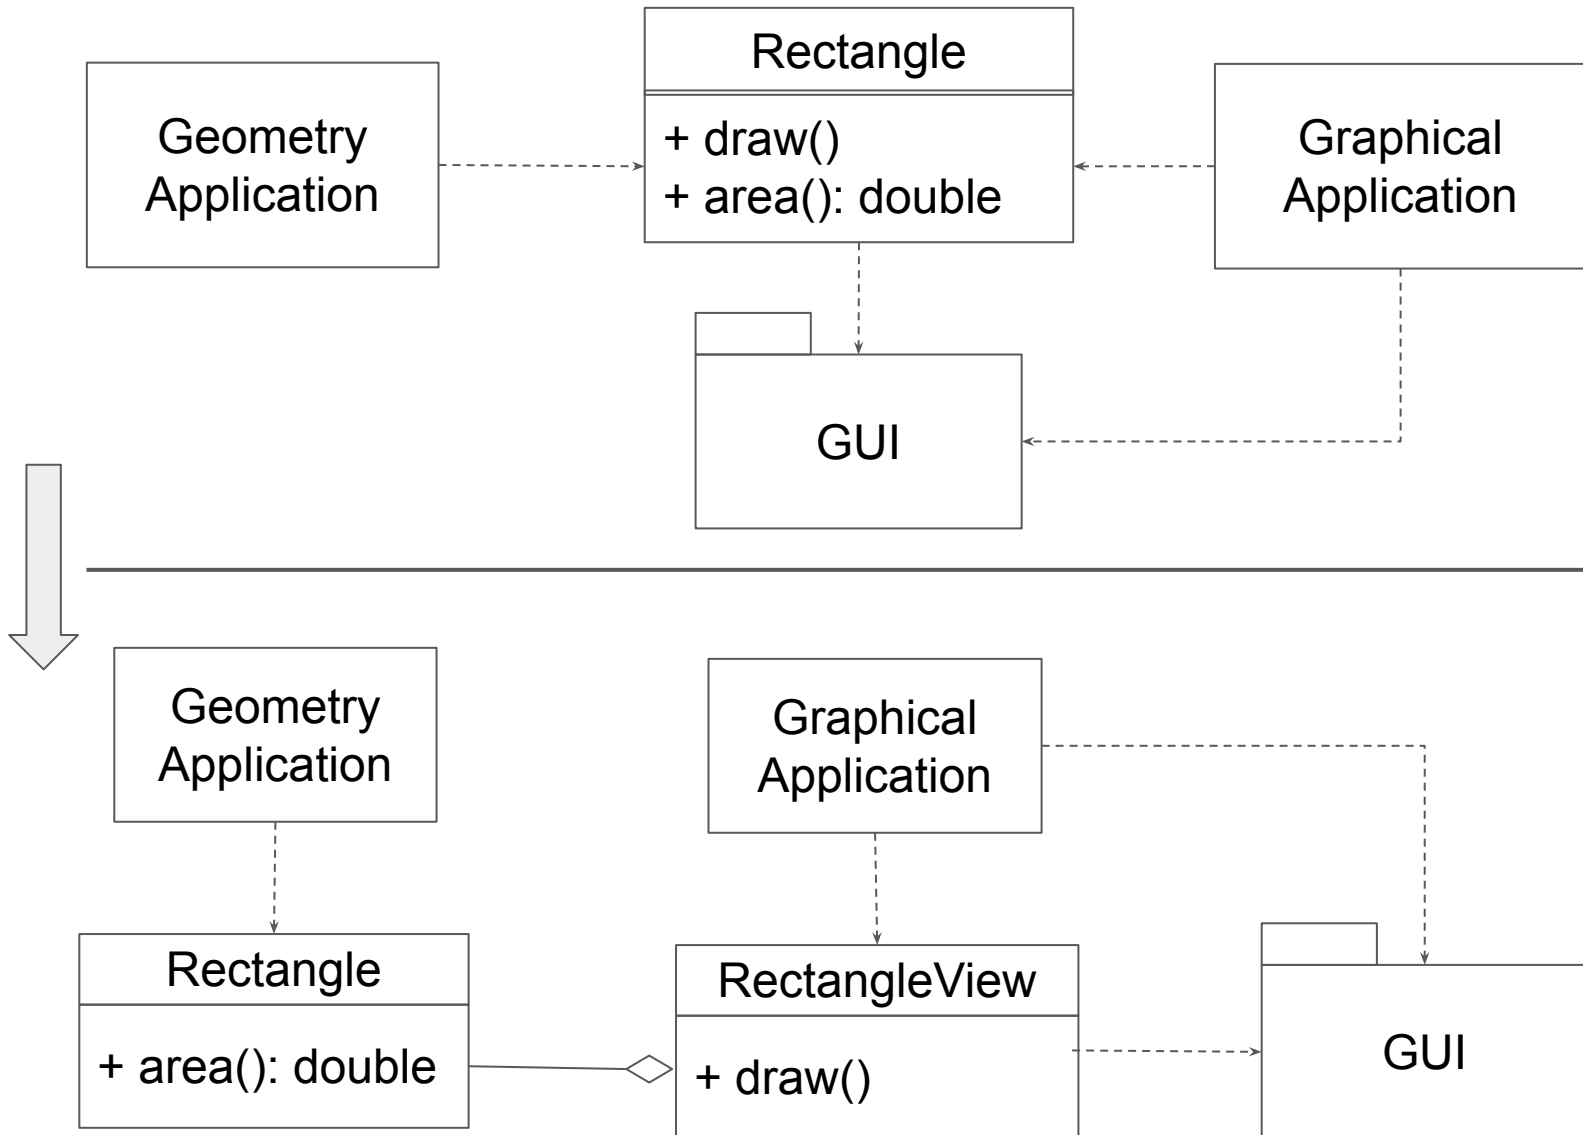 Rectangle
Geometry
Application
+ draw()
+ area(): double
Graphical
Application
GUI
Geometry
Application
Graphical
Application
Rectangle
+ area(): double
RectangleView
+ draw()
GUI